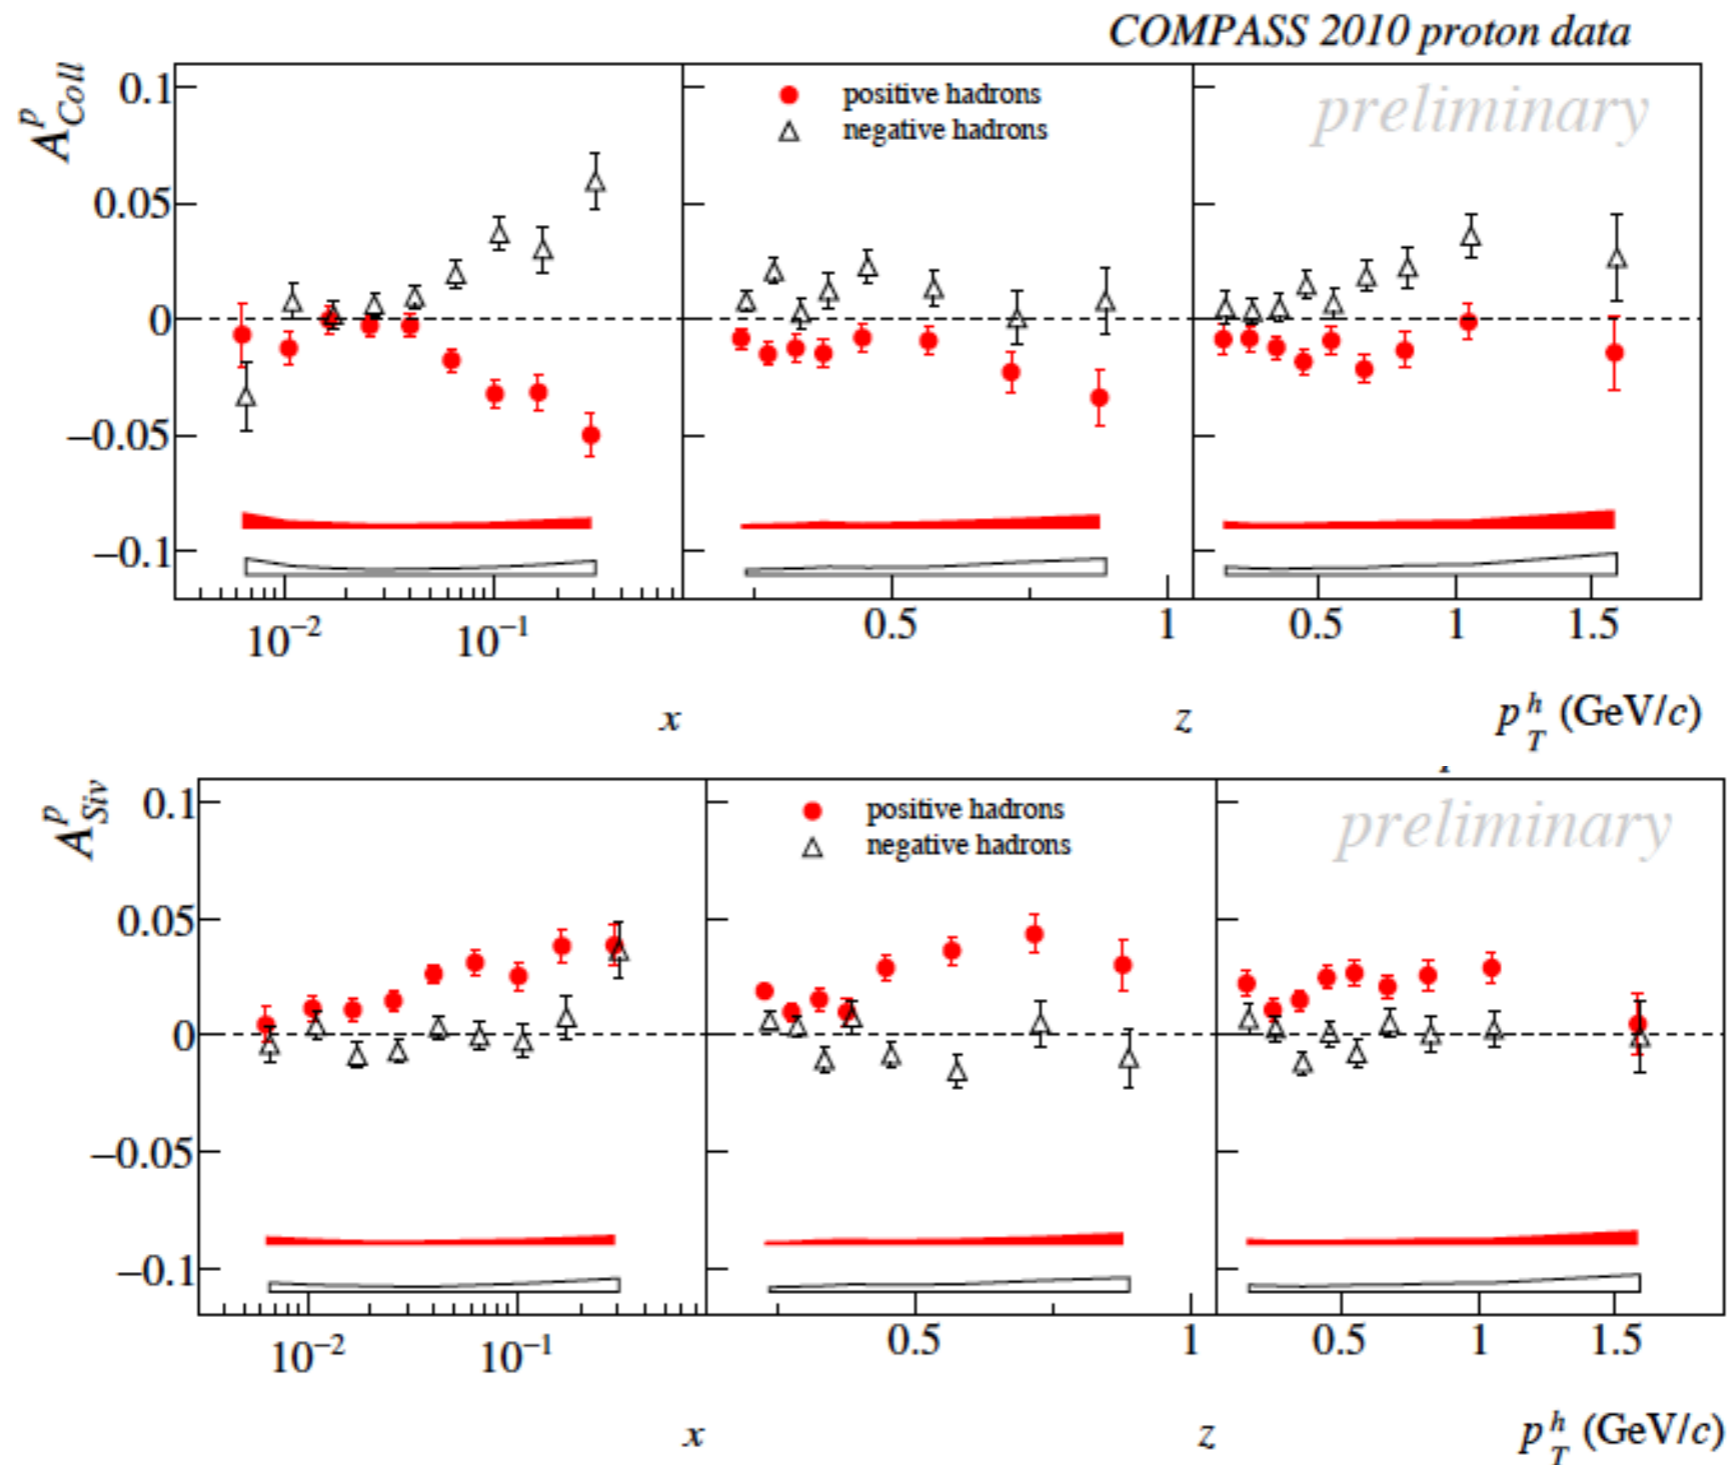 COMPASS 2010 proton data
A^p_Coll
0.1
0.05
0
−0.05
−0.1
positive hadrons
negative hadrons
preliminary
10^−2 10^−1
0.5 1
0.5 1 1.5
x
z
p_T^h (GeV/c)
A^p_Siv
0.1
0.05
0
−0.05
−0.1
positive hadrons
negative hadrons
preliminary
10^−2 10^−1
0.5 1
0.5 1 1.5
x
z
p_T^h (GeV/c)